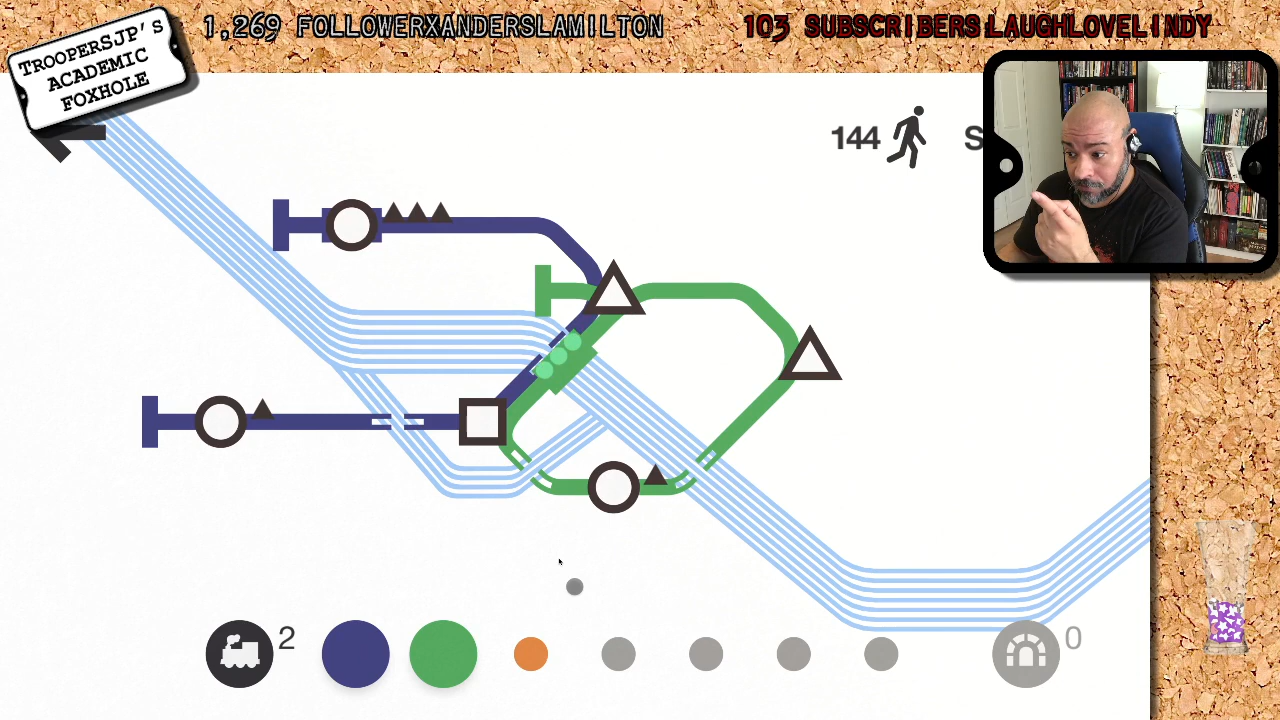 TROOPERSJP'S
ACADEMIC
FOXHOLE
1,269 FOLLOWERXANDERSLAMILTON
103 SUBSCRIBERS:LAUGHLOVELINDY
144
S
2
0